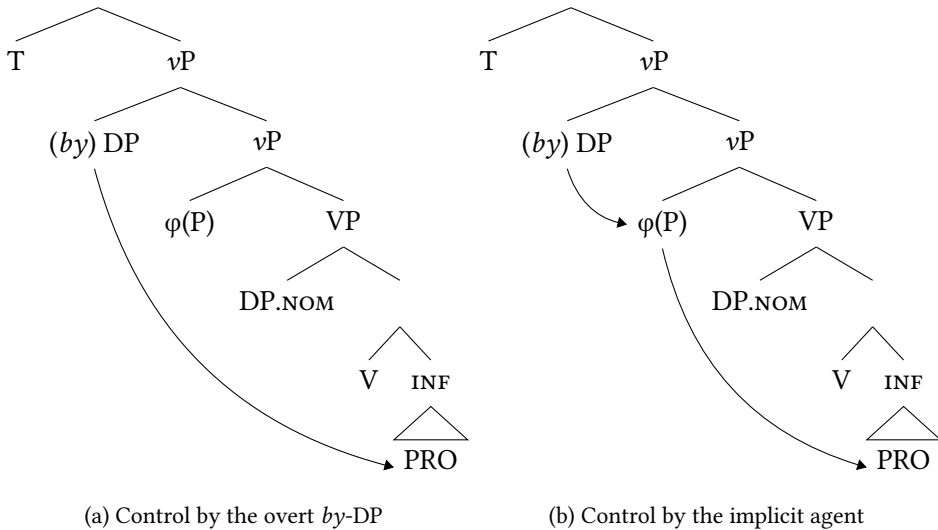 T vP T vP
(by) DP vP (by) DP vP
φ(P) VP φ(P) VP
DP.NOM DP.NOM
V INF V INF
PRO PRO
(a) Control by the overt by-DP (b) Control by the implicit agent